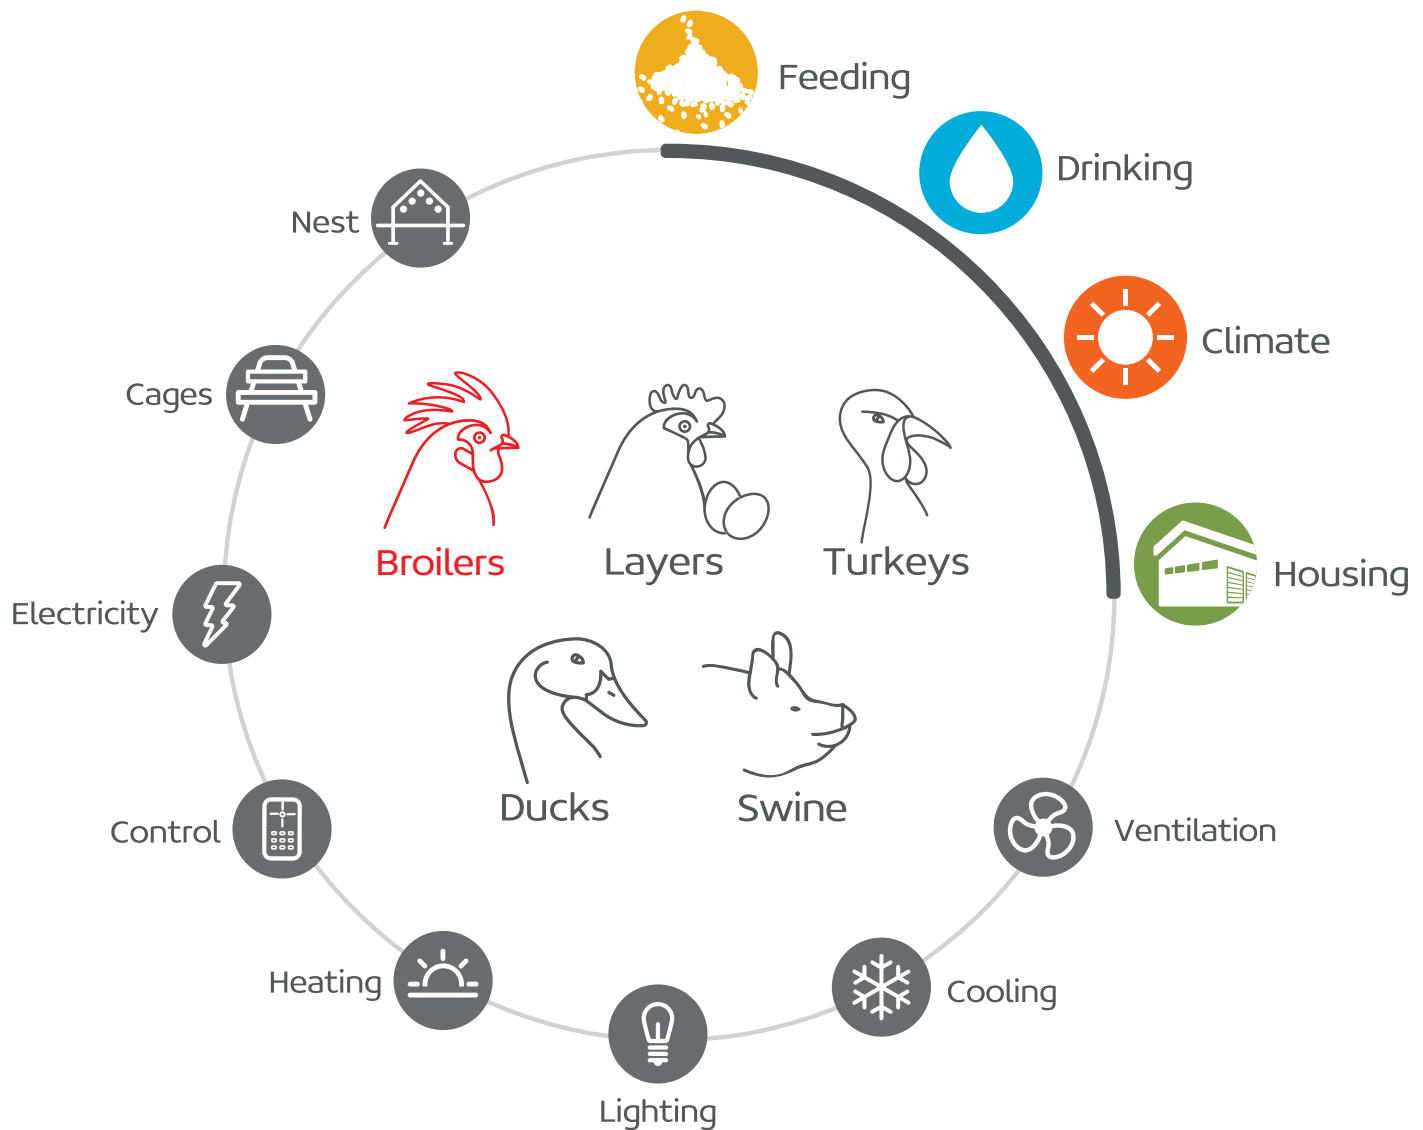 Feeding
Drinking
Climate
Housing
Nest
Cages
Electricity
Control
Heating
Lighting
Cooling
Ventilation
Broilers
Layers
Turkeys
Ducks
Swine